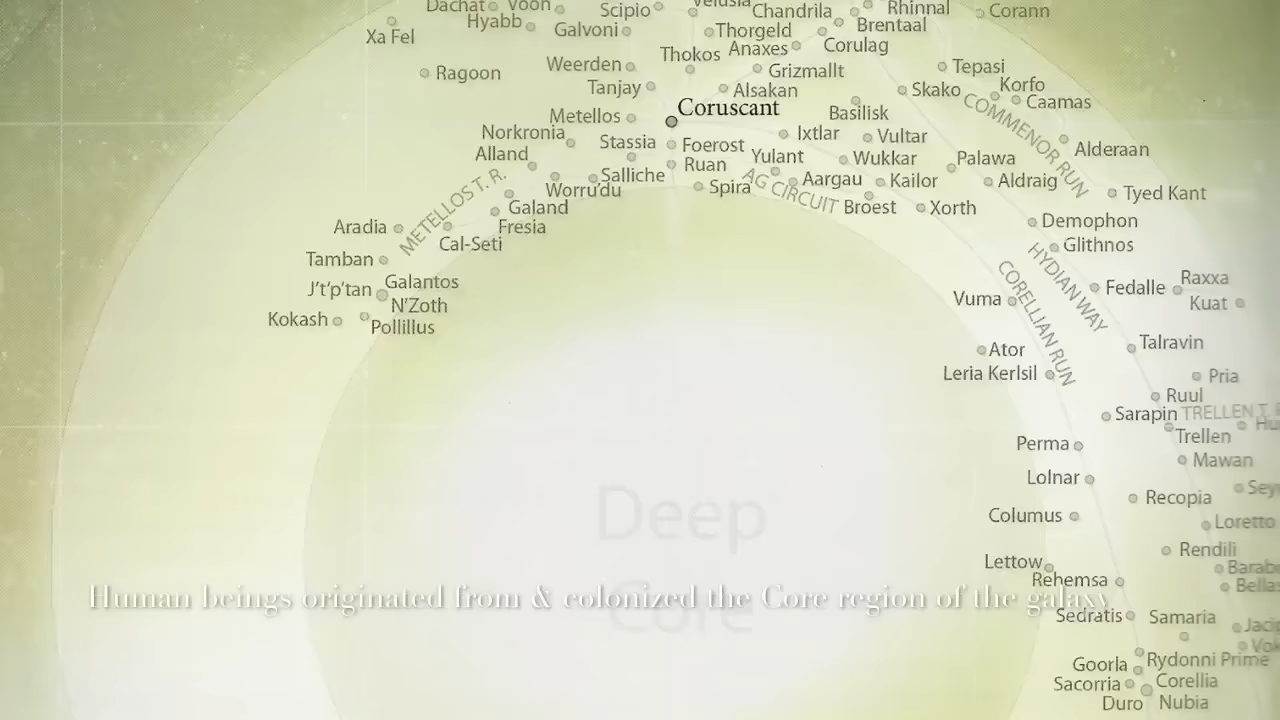 Dachat
Voon
Scipio
Velusia
Chandrila
Rhinnal
Corann
Xa Fel
Hyabb
Galvoni
Thorgeld
Brentaal
Anaxes
Corulag
Thokos
Ragoon
Weerden
Grizmallt
Tepasi
Tanjay
Alsakan
Skako
Korfo
Caamas
Metellos
Coruscant
Basilisk
COMMENOR RUN
Norkronia
Stassia
Foerost
Ixtlar
Vultar
Alderaan
Alland
Ruan
Yulant
Wukkar
Palawa
METELLOS T. R.
Worru'du
Salliche
Spira
AG CIRCUIT
Aargau
Kailor
Aldraig
Tyed Kant
Galand
Broest
Xorth
Aradia
Cal-Seti
Fresia
Demophon
Tamban
Glithnos
J't'p'tan
Galantos
HYDIAN WAY
Fedalle
Raxxa
N'Zoth
Vuma
CORELLIAN RUN
Kuat
Kokash
Pollillus
Ator
Talravin
Leria Kerlsil
Pria
Ruul
Sarapin
TRELLEN T.
Trellen
Perma
Mawan
Lolnar
Recopia
Columus
Loretto
Deep
Core
Lettow
Rendili
Rehemsa
Human beings originated from & colonized the Core region of the galaxy
Sedratis
Samaria
Goorla
Rydonni Prime
Sacorria
Corellia
Duro
Nubia